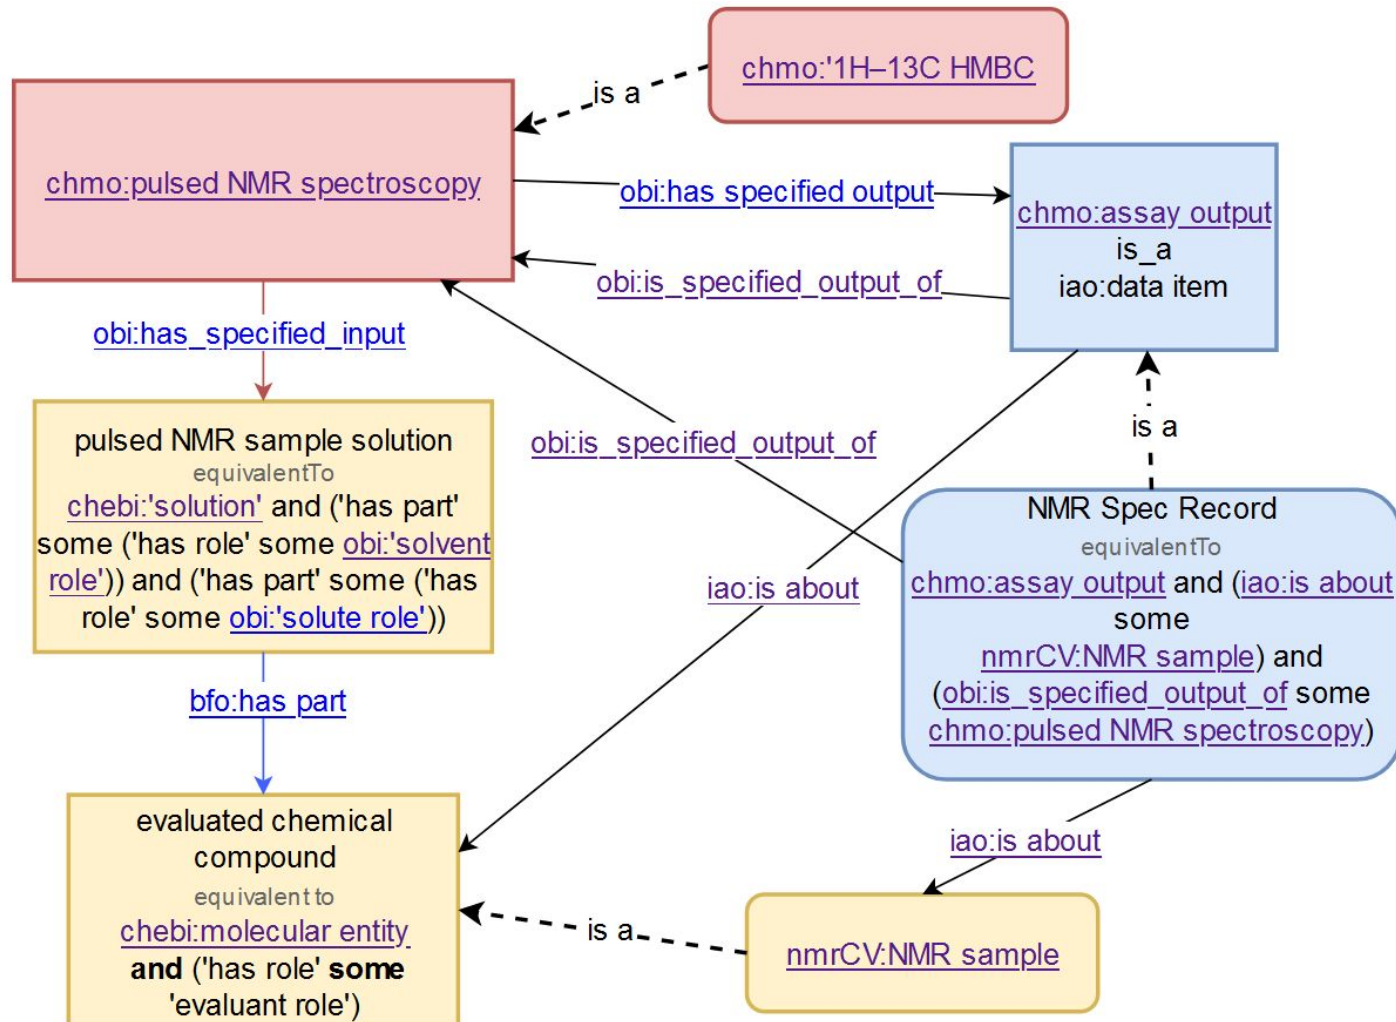 chmo:'1H–13C HMBC
is a
chmo:pulsed NMR spectroscopy
obi:has specified output
chmo:assay output
is_a
iao:data item
obi:is_specified_output_of
obi:has_specified_input
pulsed NMR sample solution
equivalentTo
chebi:'solution' and ('has part'
some ('has role' some obi:'solvent
role')) and ('has part' some ('has
role' some obi:'solute role'))
obi:is_specified_output_of
is a
iao:is about
NMR Spec Record
equivalentTo
chmo:assay output and (iao:is about
some
nmrCV:NMR sample) and
(obi:is_specified_output_of some
chmo:pulsed NMR spectroscopy)
bfo:has part
evaluated chemical
compound
equivalent to
chebi:molecular entity
and ('has role' some
'evaluant role')
iao:is about
is a
nmrCV:NMR sample